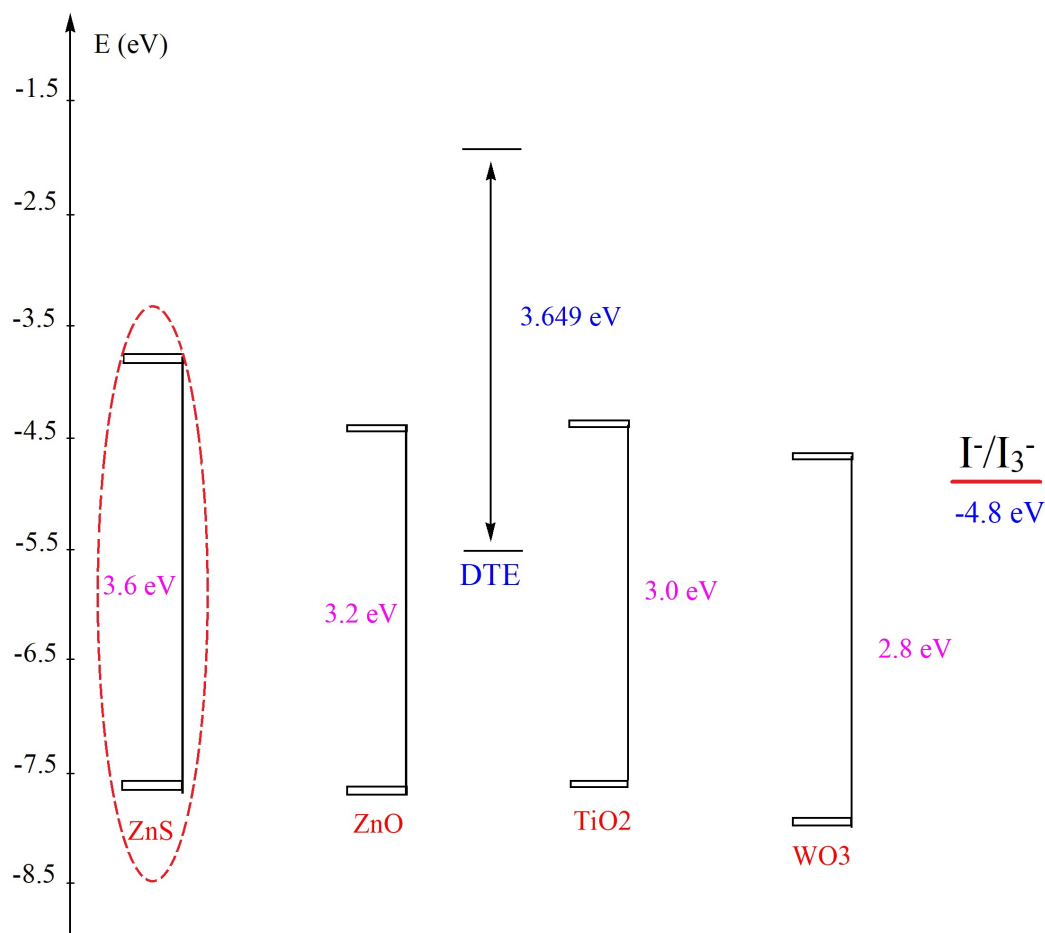 E (eV)
-1.5
-2.5
-3.5
3.649 eV
-4.5
I⁻/I₃⁻
-4.8 eV
-5.5
DTE
3.6 eV
3.0 eV
3.2 eV
2.8 eV
-6.5
-7.5
ZnS
ZnO
TiO2
WO3
-8.5